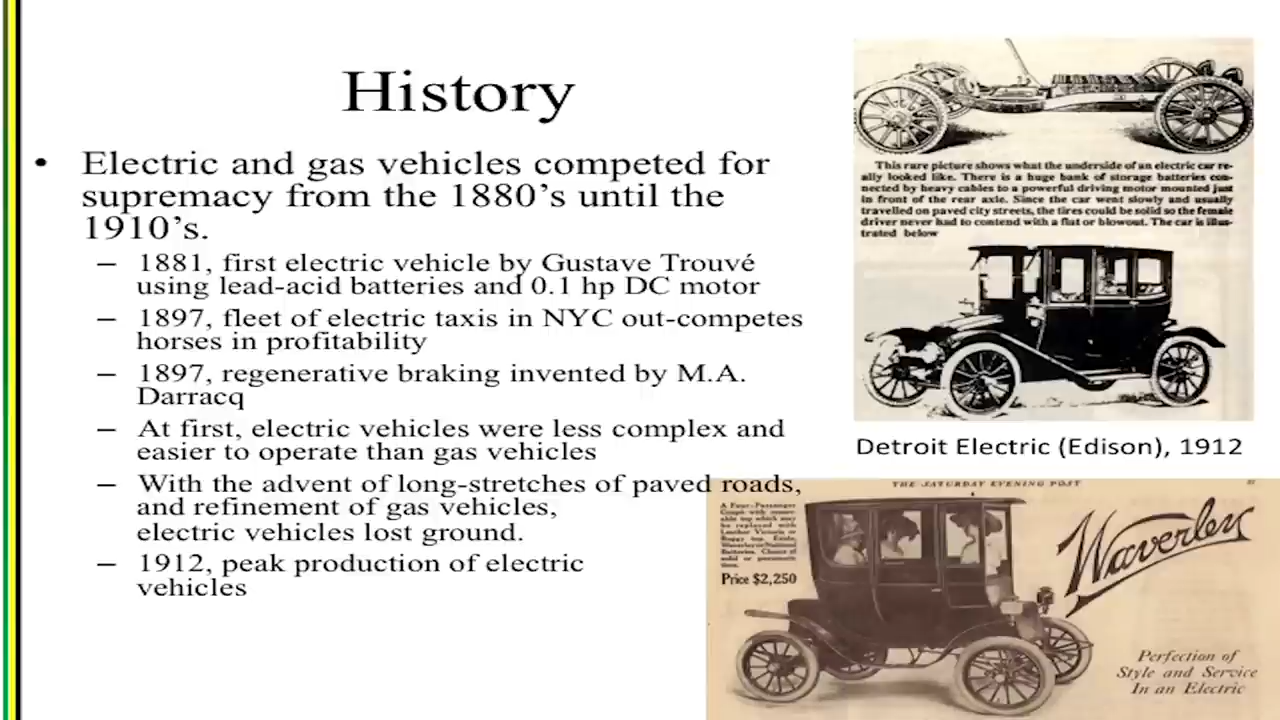 History
• Electric and gas vehicles competed for
supremacy from the 1880's until the
1910's.
– 1881, first electric vehicle by Gustave Trouvé
using lead-acid batteries and 0.1 hp DC motor
– 1897, fleet of electric taxis in NYC out-competes
horses in profitability
– 1897, regenerative braking invented by M.A.
Darracq
– At first, electric vehicles were less complex and
easier to operate than gas vehicles
– With the advent of long-stretches of paved roads,
and refinement of gas vehicles,
electric vehicles lost ground.
– 1912, peak production of electric
vehicles
This rare picture shows what the underside of an electric car re-
ally looked like. There is a huge bank of storage batteries con-
nected by heavy cables to a powerful driving motor mounted just
in front of the rear axle. Since the car went slowly and usually
travelled on paved city streets, the tires could be solid so the female
driver never had to contend with a flat or blowout. The car is illus-
trated below
Detroit Electric (Edison), 1912
THE SATURDAY EVENING POST
A Four-Passenger
Price $2,250
Waverley
Perfection of
Style and Service
In an Electric